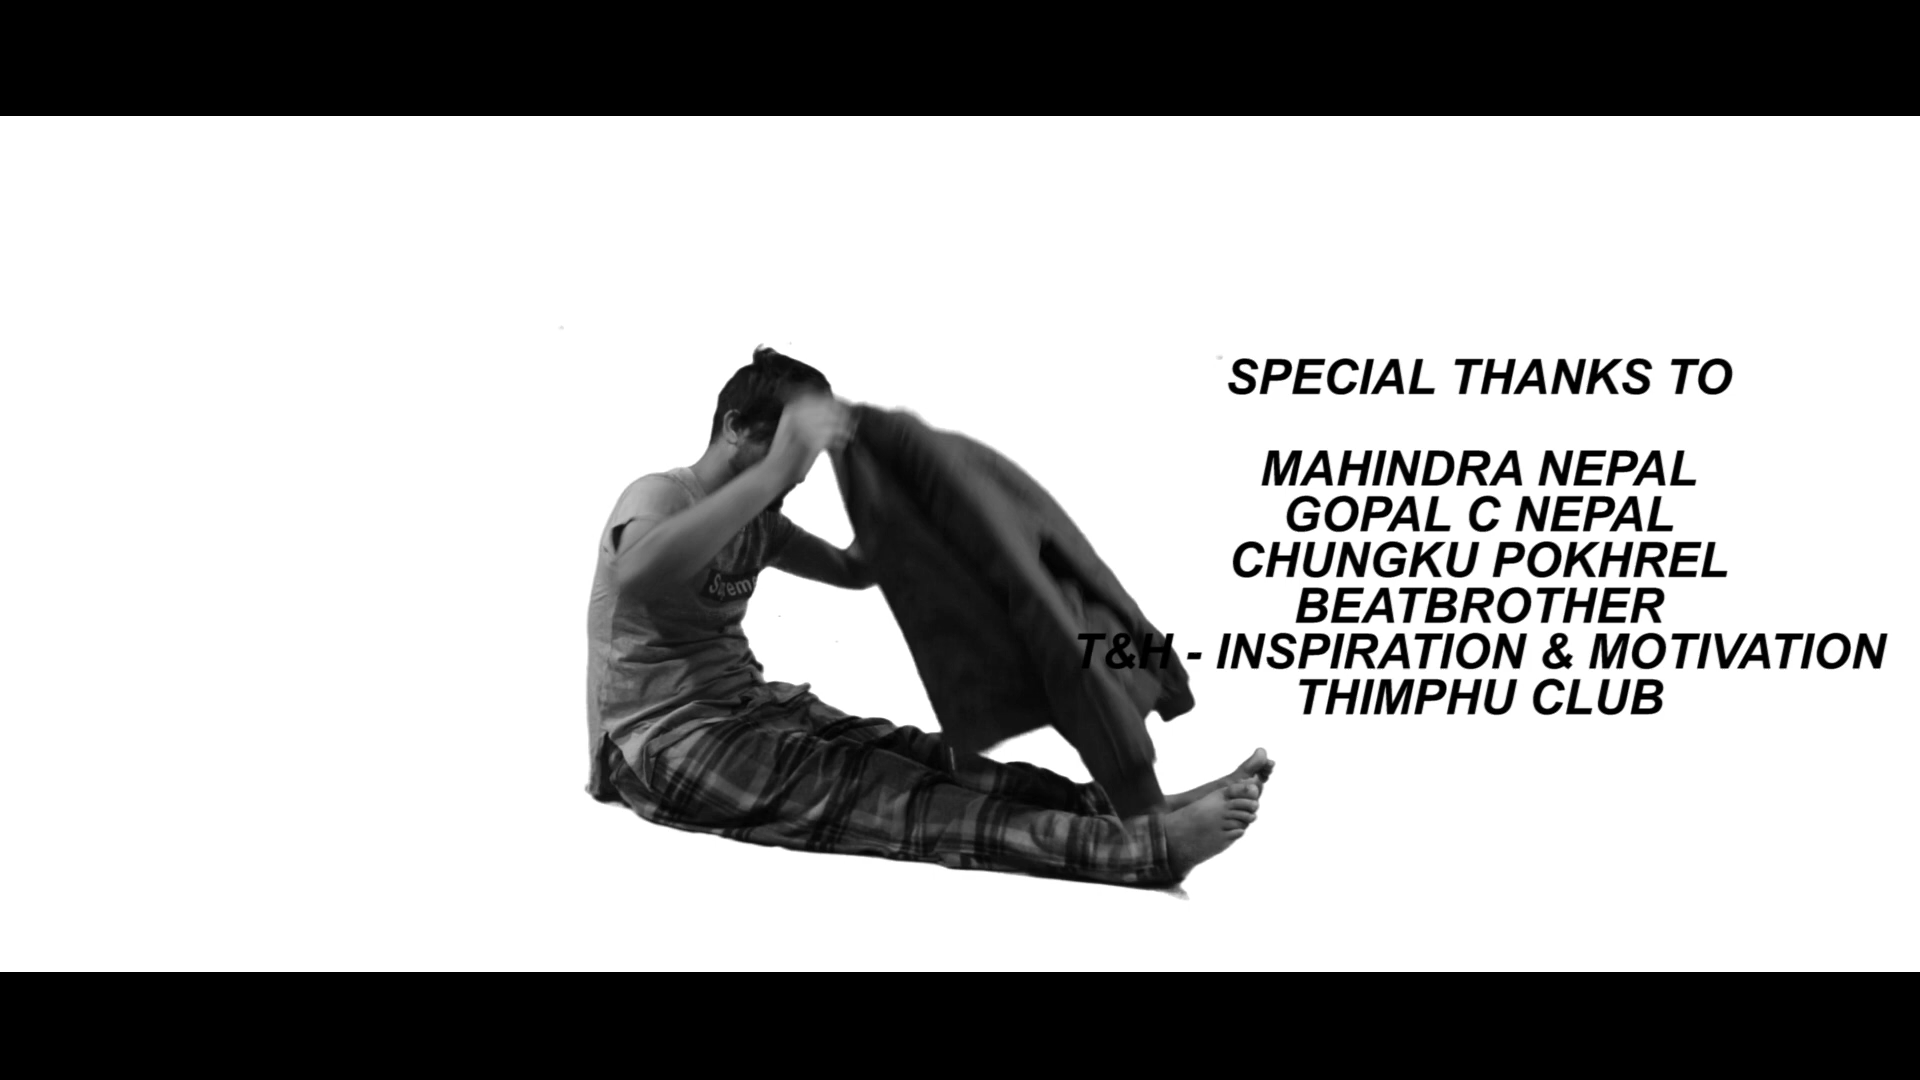 SPECIAL THANKS TO
MAHINDRA NEPAL
GOPAL C NEPAL
CHUNGKU POKHREL
BEATBROTHER
T&H - INSPIRATION & MOTIVATION
THIMPHU CLUB